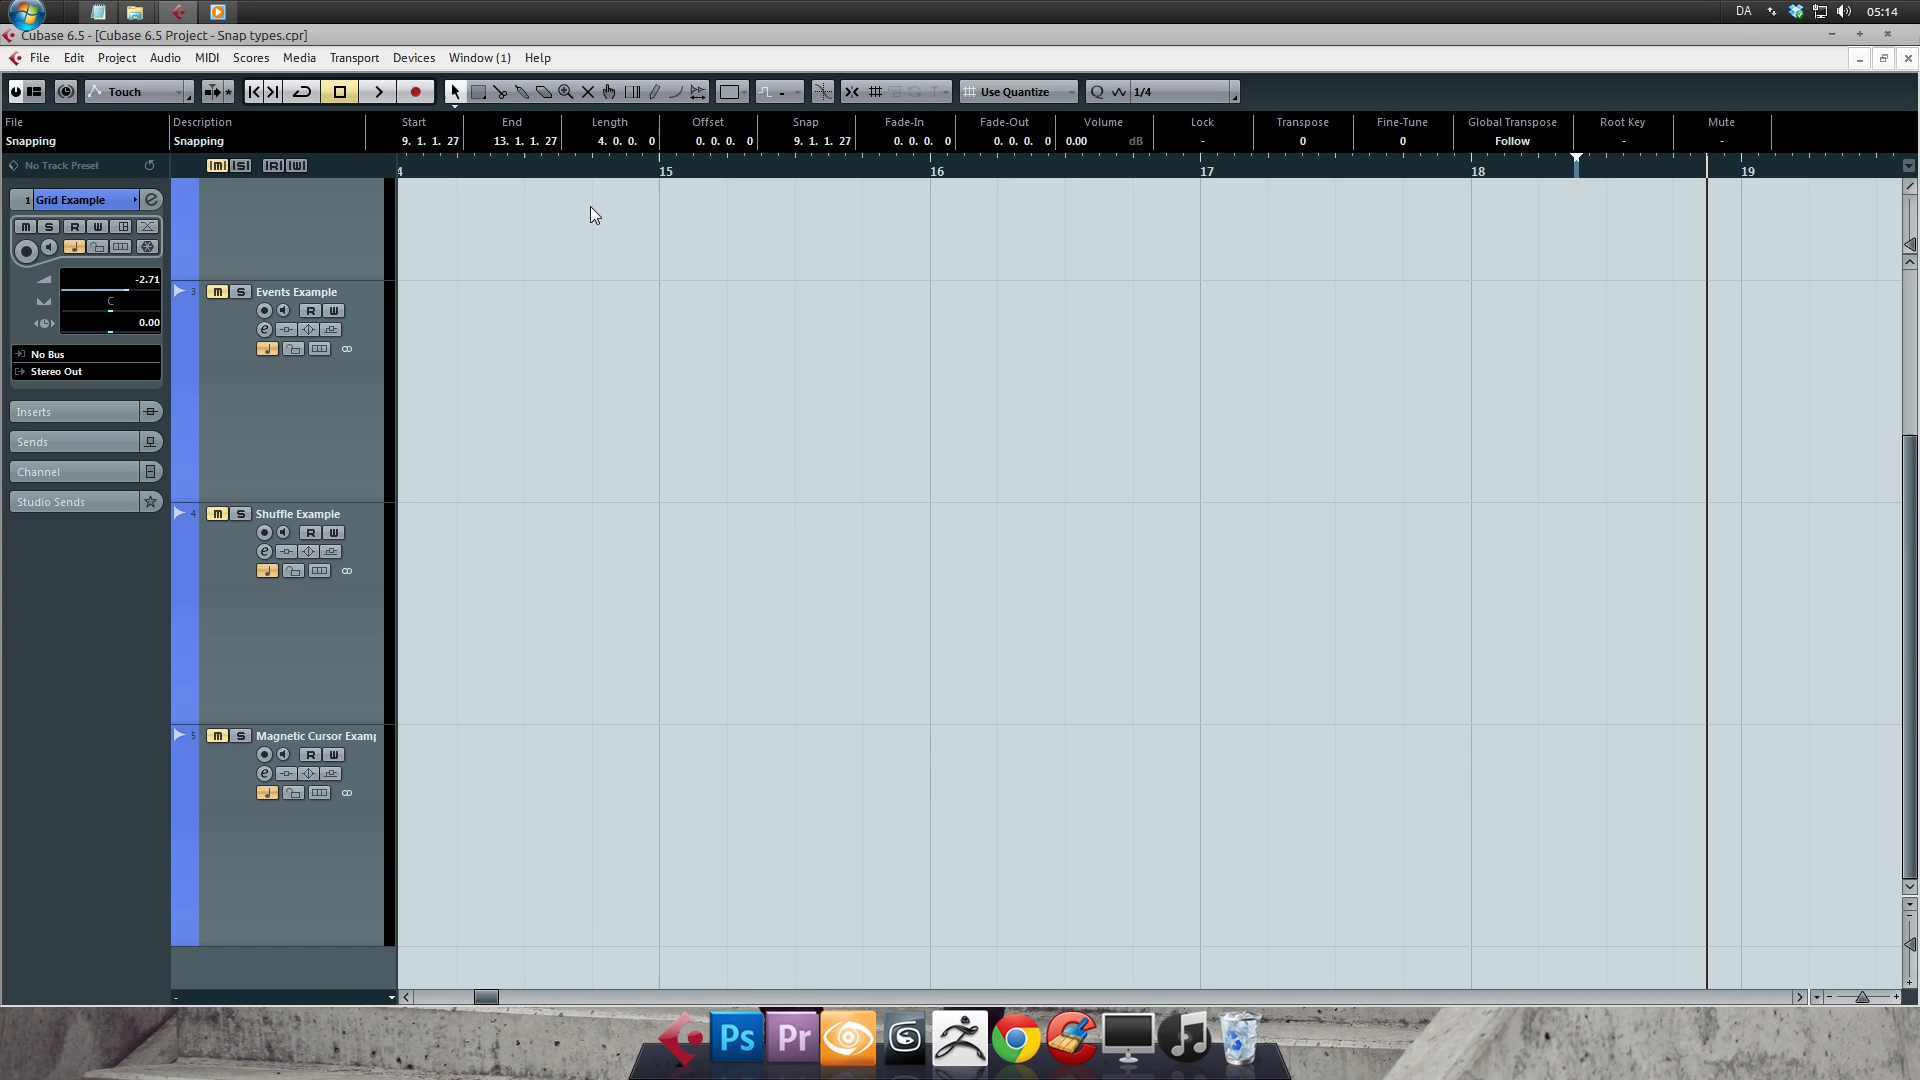 DA
05:14
Cubase 6.5 - [Cubase 6.5 Project - Snap types.cpr]
File Edit Project Audio MIDI Scores Media Transport Devices Window (1) Help
Touch
Use Quantize
Q
1/4
File Description Start End Length Offset Snap Fade-In Fade-Out Volume Lock Transpose Fine-Tune Global Transpose Root Key Mute
Snapping Snapping 9. 1. 1. 27 13. 1. 1. 27 4. 0. 0. 0 0. 0. 0. 0 9. 1. 1. 27 0. 0. 0. 0 0. 0. 0. 0 0.00 dB - 0 0 Follow - -
No Track Preset
M S R W
4 15 16 17 18 19
1 Grid Example e
M S R W
-2.71
C
0.00
No Bus
Stereo Out
Inserts
Sends
Channel
Studio Sends
3 m S Events Example
R W
e
4 m S Shuffle Example
R W
e
5 m S Magnetic Cursor Examp
R W
e
Ps Pr